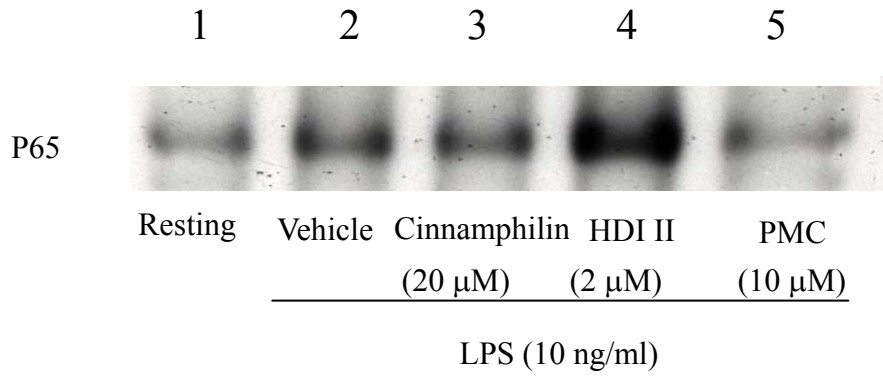 1 2 3 4 5
P65
Resting Vehicle Cinnamphilin HDI II PMC
(20 μM) (2 μM) (10 μM)
LPS (10 ng/ml)